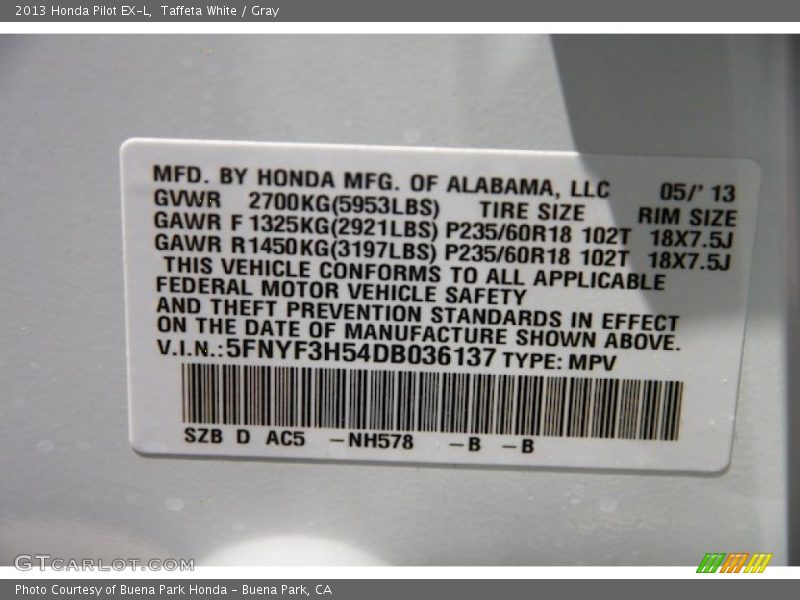 2013 Honda Pilot EX-L, Taffeta White / Gray
MFD. BY HONDA MFG. OF ALABAMA, LLC 05/' 13
GVWR 2700KG(5953LBS) TIRE SIZE RIM SIZE
GAWR F 1325KG(2921LBS) P235/60R18 102T 18X7.5J
GAWR R1450KG(3197LBS) P235/60R18 102T 18X7.5J
THIS VEHICLE CONFORMS TO ALL APPLICABLE
FEDERAL MOTOR VEHICLE SAFETY
AND THEFT PREVENTION STANDARDS IN EFFECT
ON THE DATE OF MANUFACTURE SHOWN ABOVE.
V.I.N.:5FNYF3H54DB036137 TYPE: MPV
SZB D AC5 -NH578 -B -B
GTCARLOT.COM
Photo Courtesy of Buena Park Honda - Buena Park, CA